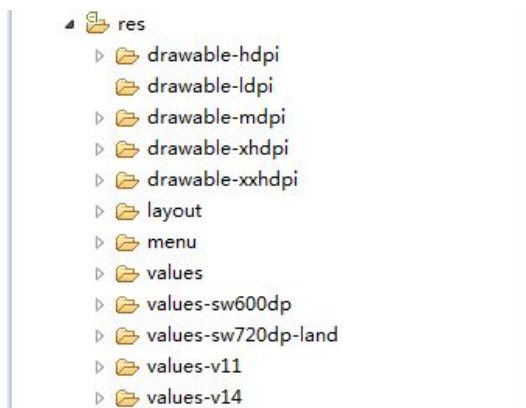 res
drawable-hdpi
drawable-ldpi
drawable-mdpi
drawable-xhdpi
drawable-xxhdpi
layout
menu
values
values-sw600dp
values-sw720dp-land
values-v11
values-v14